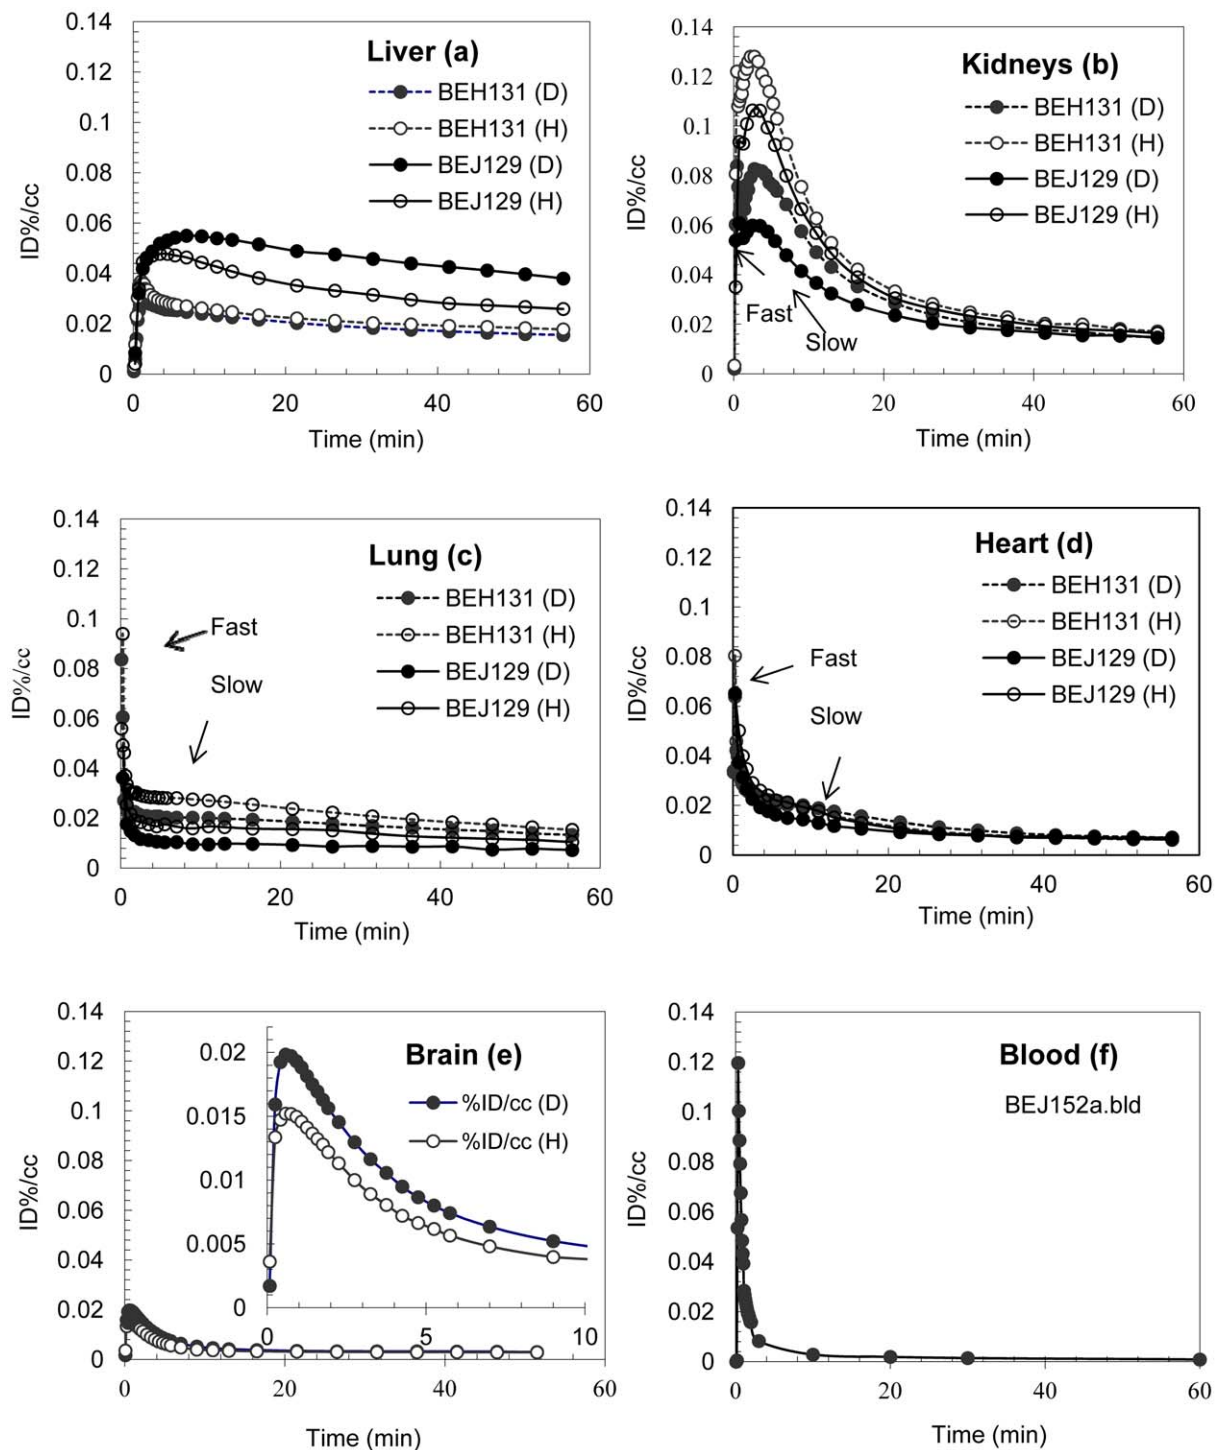 Liver (a)
BEH131 (D)
BEH131 (H)
BEJ129 (D)
BEJ129 (H)
ID%/cc
0.14
0.12
0.1
0.08
0.06
0.04
0.02
0
0 20 40 60
Time (min)
Kidneys (b)
BEH131 (D)
BEH131 (H)
BEJ129 (D)
BEJ129 (H)
Fast
Slow
ID%/cc
0.14
0.12
0.1
0.08
0.06
0.04
0.02
0
0 20 40 60
Time (min)
Lung (c)
BEH131 (D)
BEH131 (H)
BEJ129 (D)
BEJ129 (H)
Fast
Slow
ID%/cc
0.14
0.12
0.1
0.08
0.06
0.04
0.02
0
0 20 40 60
Time (min)
Heart (d)
BEH131 (D)
BEH131 (H)
BEJ129 (D)
BEJ129 (H)
Fast
Slow
ID%/cc
0.14
0.12
0.1
0.08
0.06
0.04
0.02
0
0 20 40 60
Time (min)
Brain (e)
%ID/cc (D)
%ID/cc (H)
0.02
0.015
0.01
0.005
0
0 5 10
ID%/cc
0.14
0.12
0.1
0.08
0.06
0.04
0.02
0
0 20 40 60
Time (min)
Blood (f)
BEJ152a.bld
ID%/cc
0.14
0.12
0.1
0.08
0.06
0.04
0.02
0
0 20 40 60
Time (min)